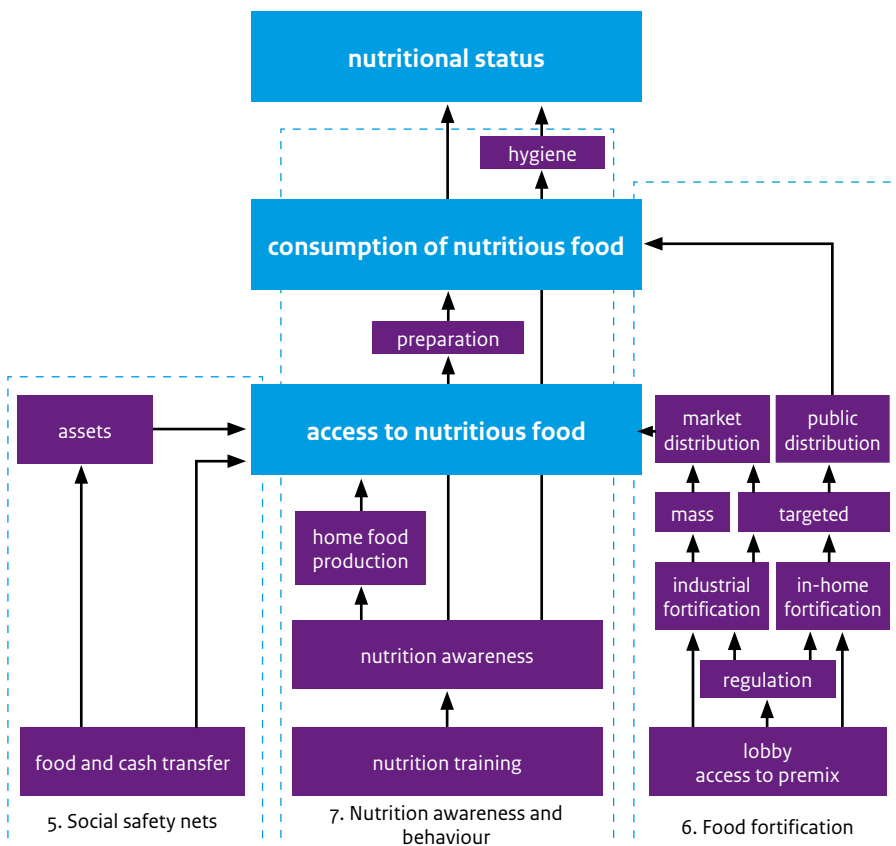 nutritional status
hygiene
consumption of nutritious food
preparation
access to nutritious food
assets
market
distribution
public
distribution
mass
targeted
home food
production
industrial
fortification
in-home
fortification
nutrition awareness
regulation
food and cash transfer
nutrition training
lobby
access to premix
5. Social safety nets
7. Nutrition awareness and
behaviour
6. Food fortification